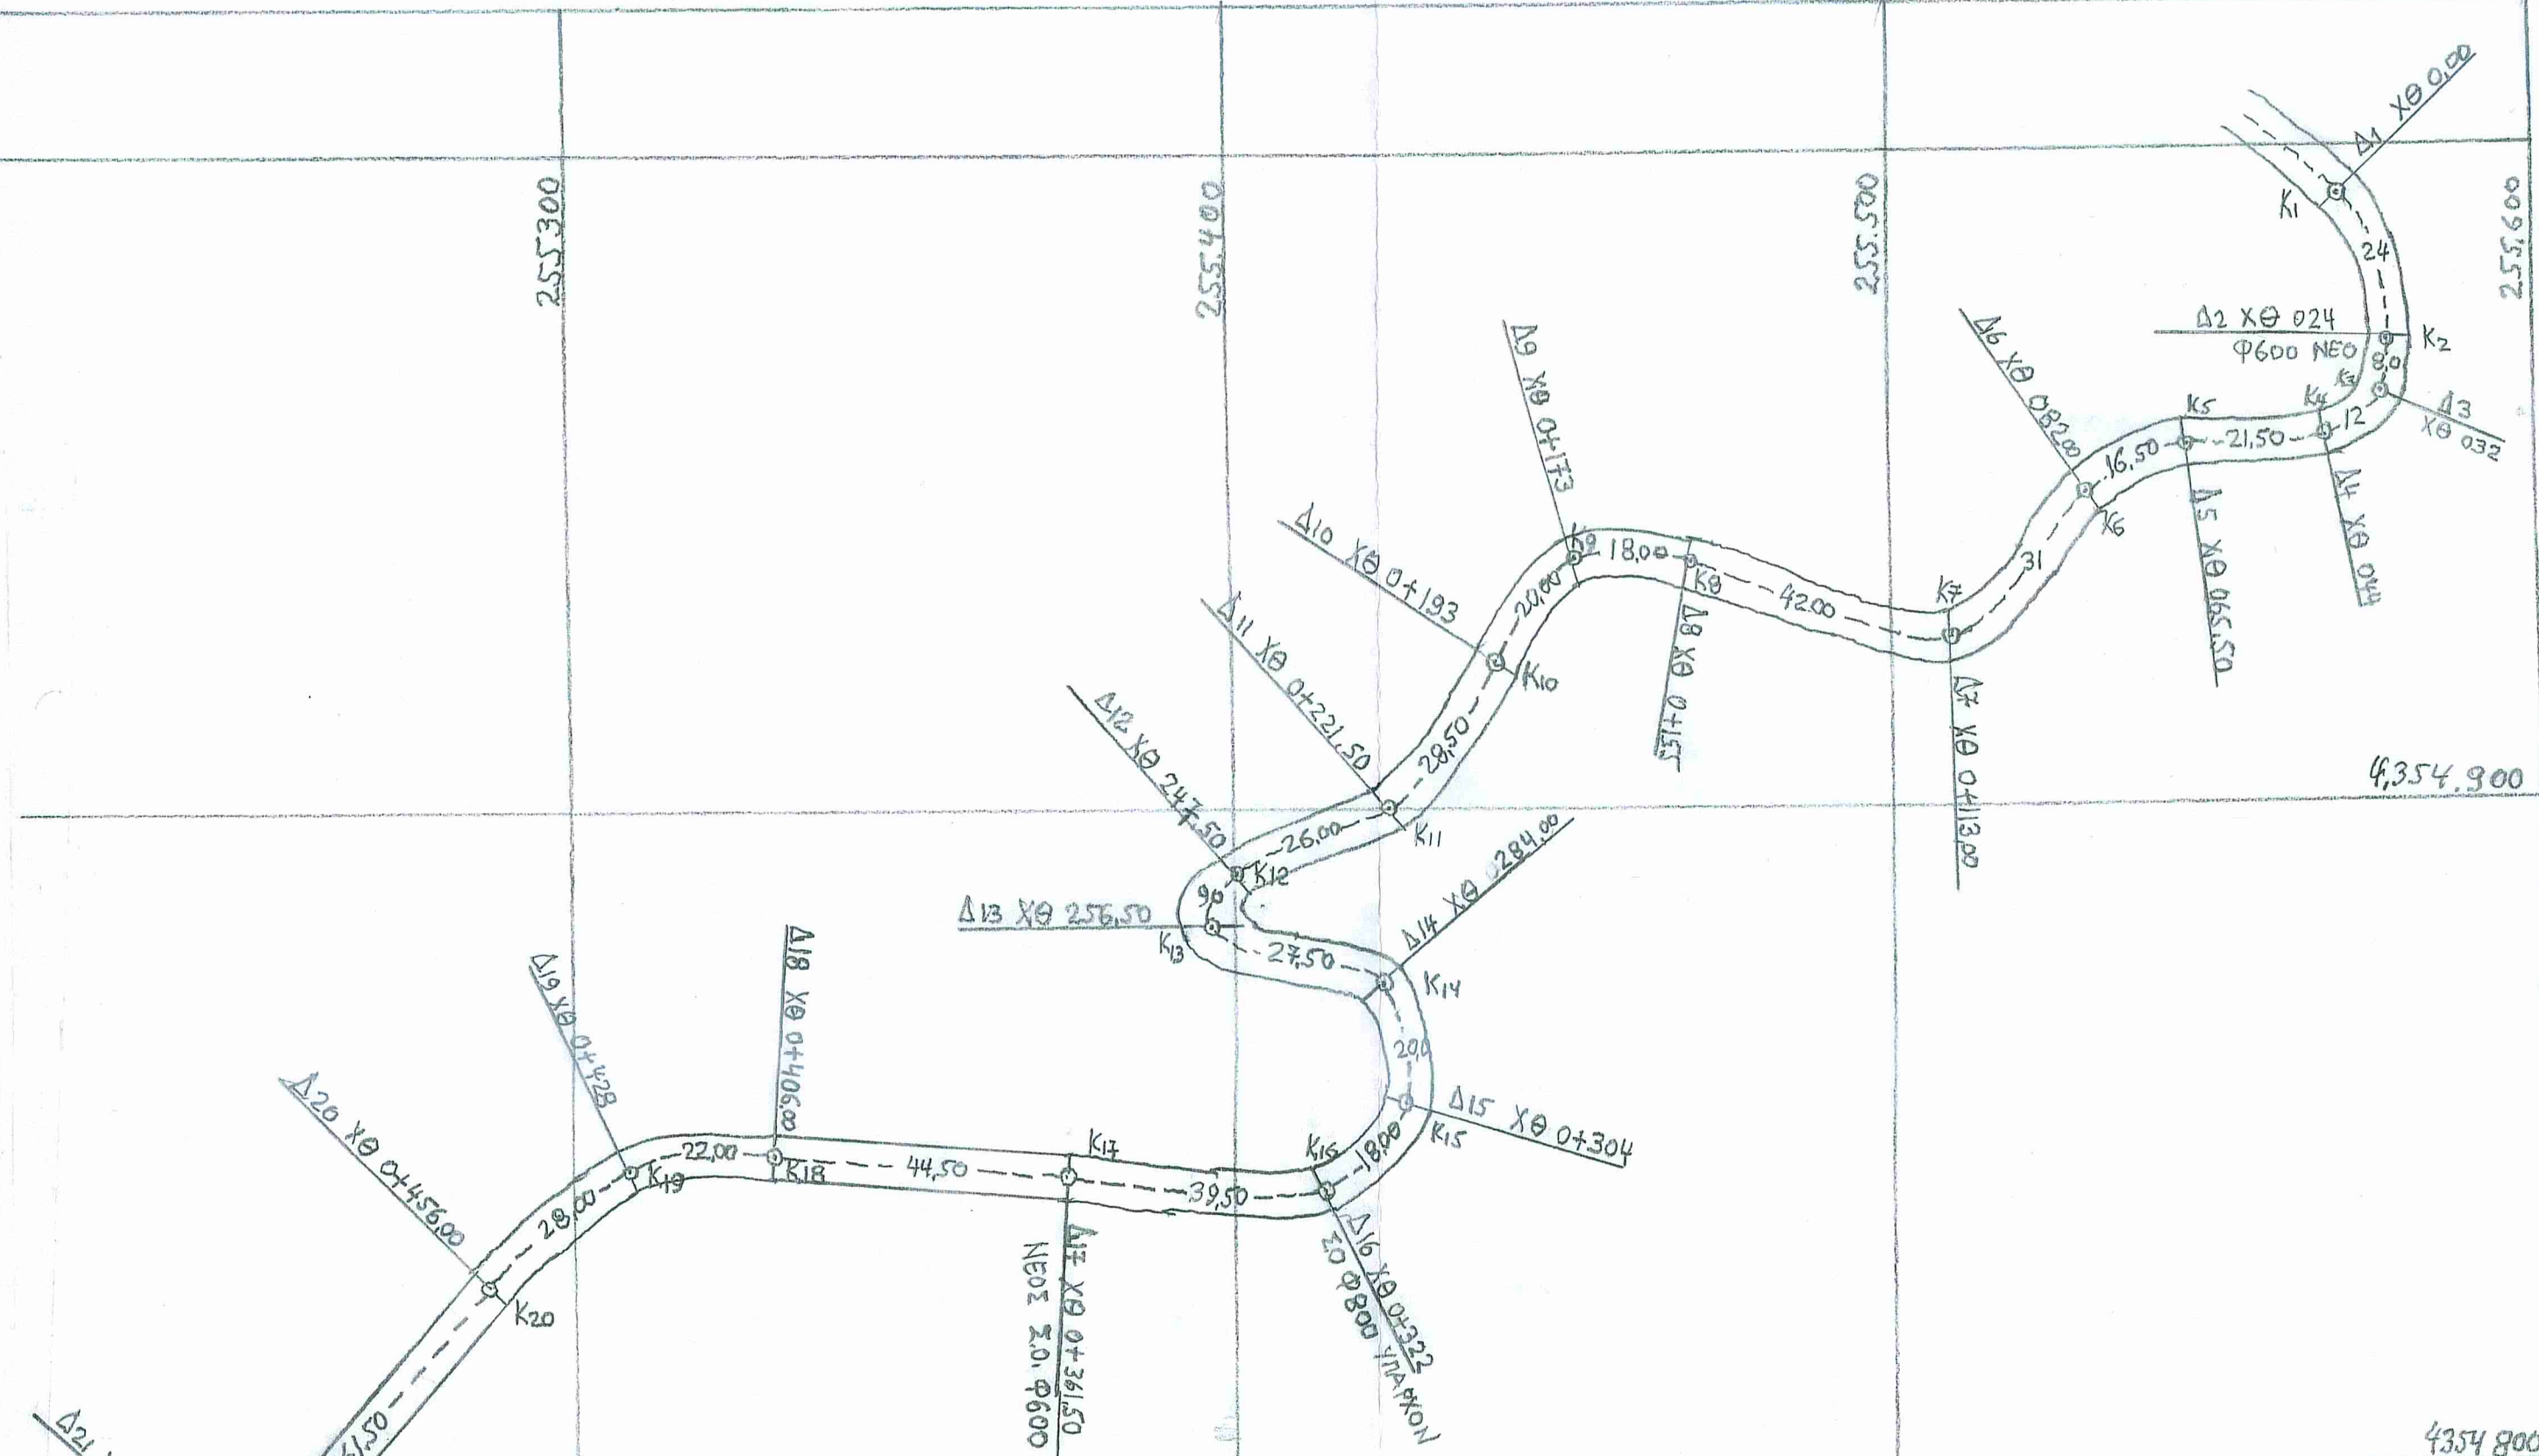 255300
255.400
255.500
255.600
Δ1 ΧΘ 0,00
K1
24
Δ2 ΧΘ 024
Φ600 ΝΕΟ
K2
8,0
K3
Δ3
ΧΘ 032
12
K4
Δ4 ΧΘ 044
21,50
K5
Δ5 ΧΘ 065,50
16,50
Δ6 ΧΘ 082,00
K6
31
K7
Δ7 ΧΘ 0+113,00
42,00
K8
Δ8 ΧΘ 0+155
18,00
K9
Δ9 ΧΘ 0+173
20,00
Δ10 ΧΘ 0+193
K10
28,50
Δ11 ΧΘ 0+221,50
K11
4,354.900
26,00
Δ12 ΧΘ 247,50
K12
9,0
Δ13 ΧΘ 256,50
K13
27,50
Δ14 ΧΘ 284,00
K14
20,0
Δ15 ΧΘ 0+304
K15
18,00
K16
Δ16 ΧΘ 0+322
Σ.Ο Φ800 ΥΠΑΡΧΟΝ
39,50
K17
Δ17 ΧΘ 0+361,50
ΝΕΟΣ Σ.Ο. Φ600
44,50
Δ18 ΧΘ 0+406,00
K18
22,00
Δ19 ΧΘ 0+428
K19
28,00
Δ20 ΧΘ 0+456,00
K20
Δ21
4354800